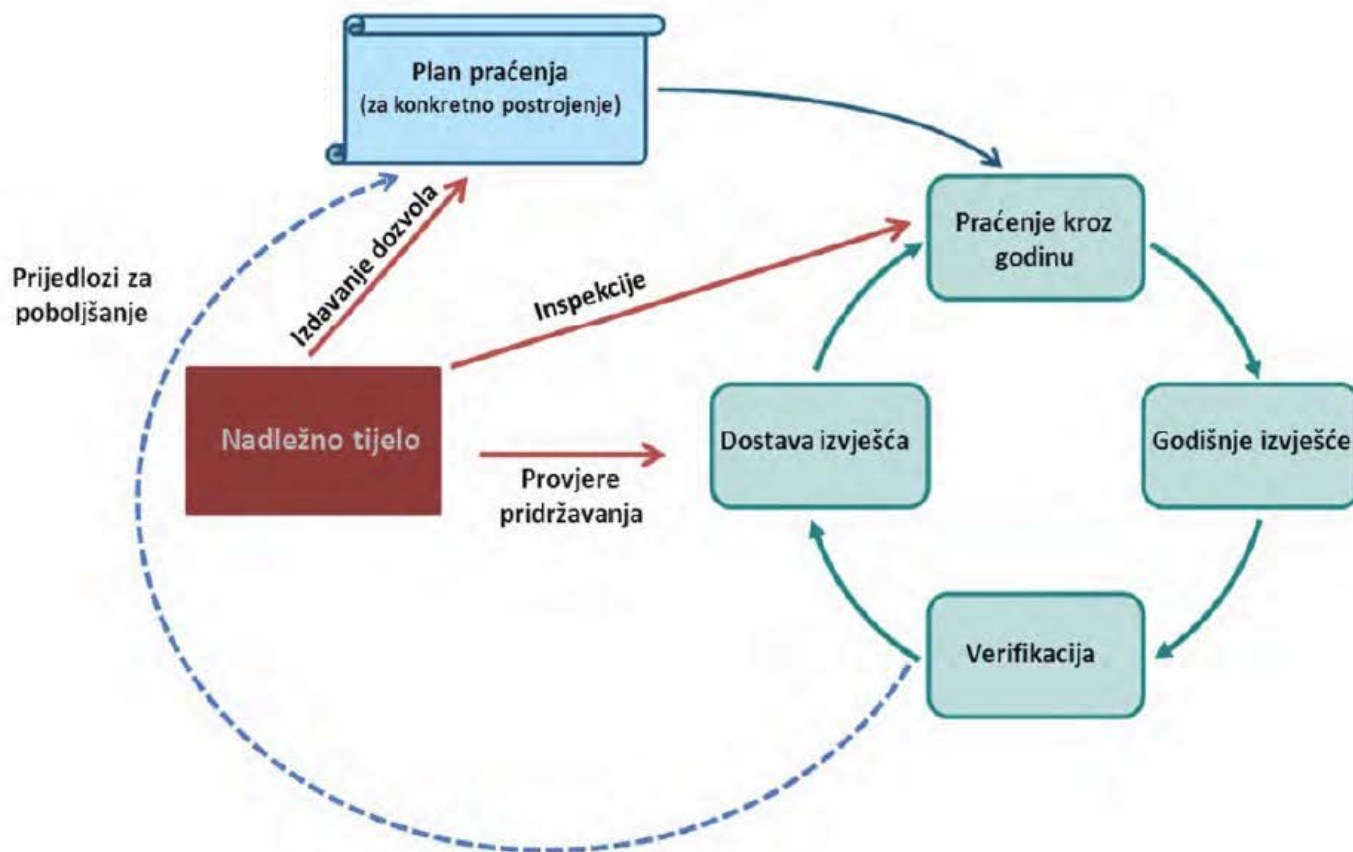 Plan praćenja
(za konkretno postrojenje)
Praćenje kroz
godinu
Izdavanje dozvola
Inspekcije
Prijedlozi za
poboljšanje
Nadležno tijelo
Provjere
pridržavanja
Dostava izvješća
Godišnje izvješće
Verifikacija